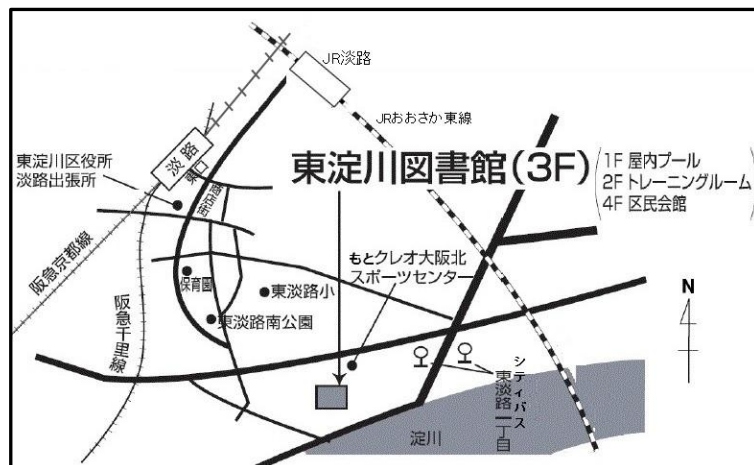 JR淡路
JRおおさか東線
淡路
東口
東淀川区役所
淡路出張所
商店街
東淀川図書館(3F)
1F 屋内プール
2F トレーニングルーム
4F 区民会館
阪急京都線
阪急千里線
保育園
東淡路小
東淡路南公園
もとクレオ大阪北
スポーツセンター
N
シティバス
東淡路一丁目
淀川